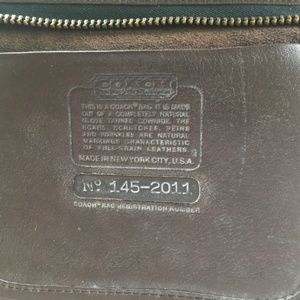 COACH
THIS IS A COACH® BAG. IT IS MADE
OUT OF A COMPLETELY NATURAL
GLOVE TANNED COWHIDE. THE
SCARS, SCRATCHES, VEINS
AND WRINKLES ARE NATURAL
MARKINGS CHARACTERISTIC
OF FULL-GRAIN LEATHERS.
MADE IN NEW YORK CITY, U.S.A.
Nº 145-2011
COACH® BAG REGISTRATION NUMBER